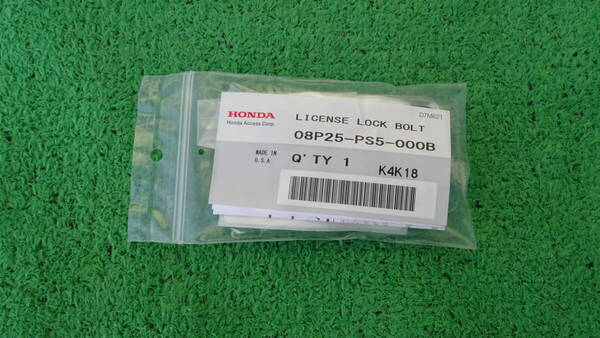 D7M621
HONDA
Honda Access Corp.
LICENSE LOCK BOLT
08P25-PS5-000B
MADE IN
U.S.A
Q'TY 1
K4K18